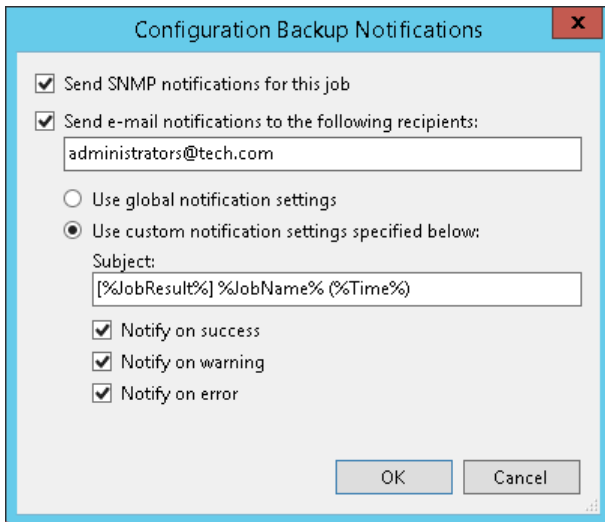 Configuration Backup Notifications
x
Send SNMP notifications for this job
Send e-mail notifications to the following recipients:
administrators@tech.com
Use global notification settings
Use custom notification settings specified below:
Subject:
[%JobResult%] %JobName% (%Time%)
Notify on success
Notify on warning
Notify on error
OK
Cancel